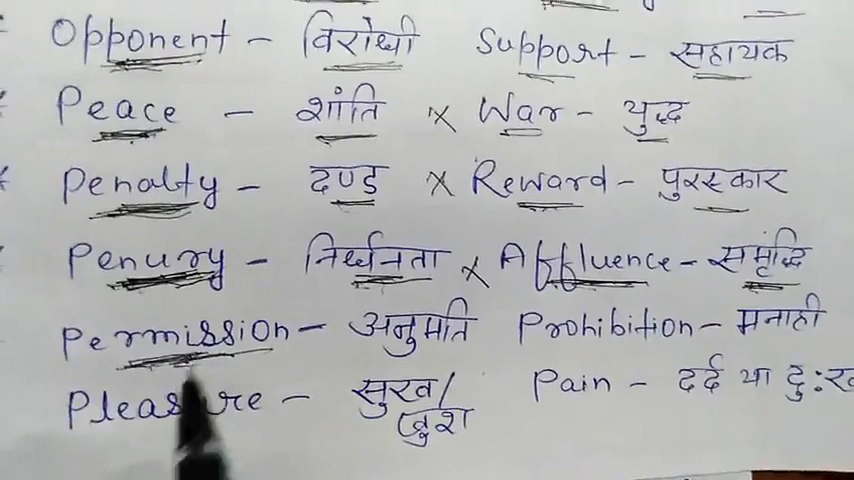 Opponent - विरोधी Support - सहायक
Peace - शांति × War - युद्ध
Penalty - दण्ड × Reward - पुरस्कार
Penury - निर्धनता × Affluence - समृद्धि
Permission - अनुमति Prohibition - मनाही
Pleasure - सुख/ Pain - दर्द या दु:ख
खुश